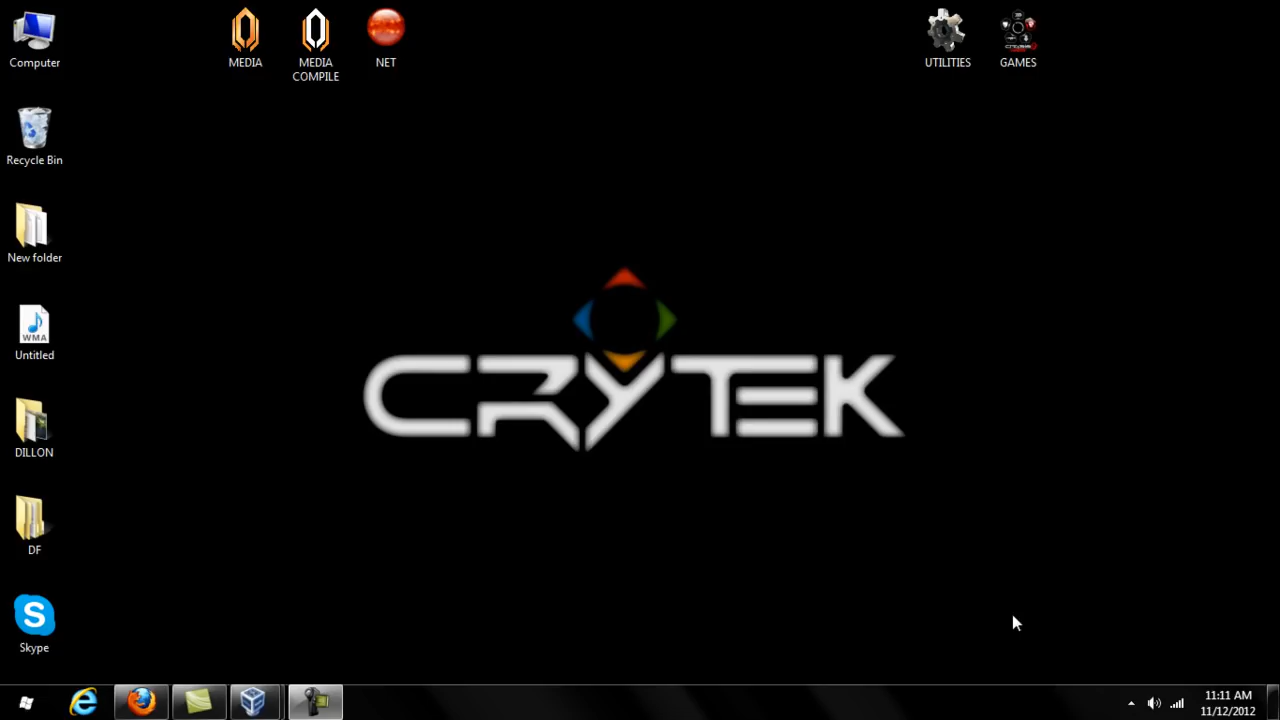 Computer
MEDIA
MEDIA
COMPILE
NET
UTILITIES
GAMES
Recycle Bin
New folder
WMA
Untitled
DILLON
DF
S
Skype
CRYTEK
11:11 AM
11/12/2012